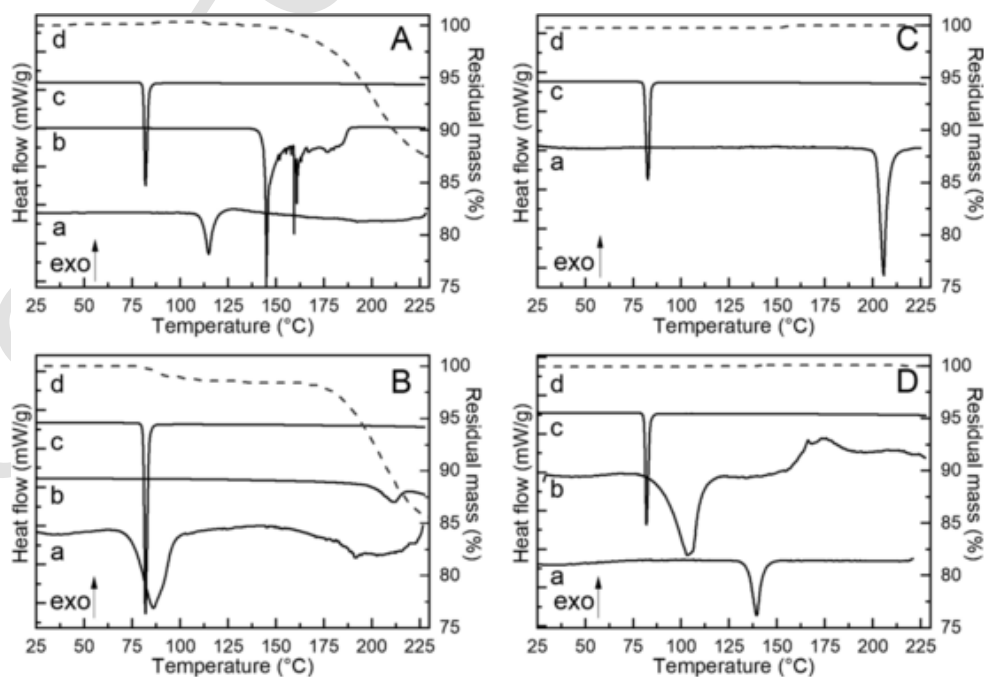 A
d
c
b
a
exo
Heat flow (mW/g)
Residual mass (%)
100
95
90
85
80
75
25 50 75 100 125 150 175 200 225
Temperature (°C)
C
d
c
a
exo
Heat flow (mW/g)
Residual mass (%)
100
95
90
85
80
75
25 50 75 100 125 150 175 200 225
Temperature (°C)
B
d
c
b
a
exo
Heat flow (mW/g)
Residual mass (%)
100
95
90
85
80
75
25 50 75 100 125 150 175 200 225
Temperature (°C)
D
d
c
b
a
exo
Heat flow (mW/g)
Residual mass (%)
100
95
90
85
80
75
25 50 75 100 125 150 175 200 225
Temperature (°C)